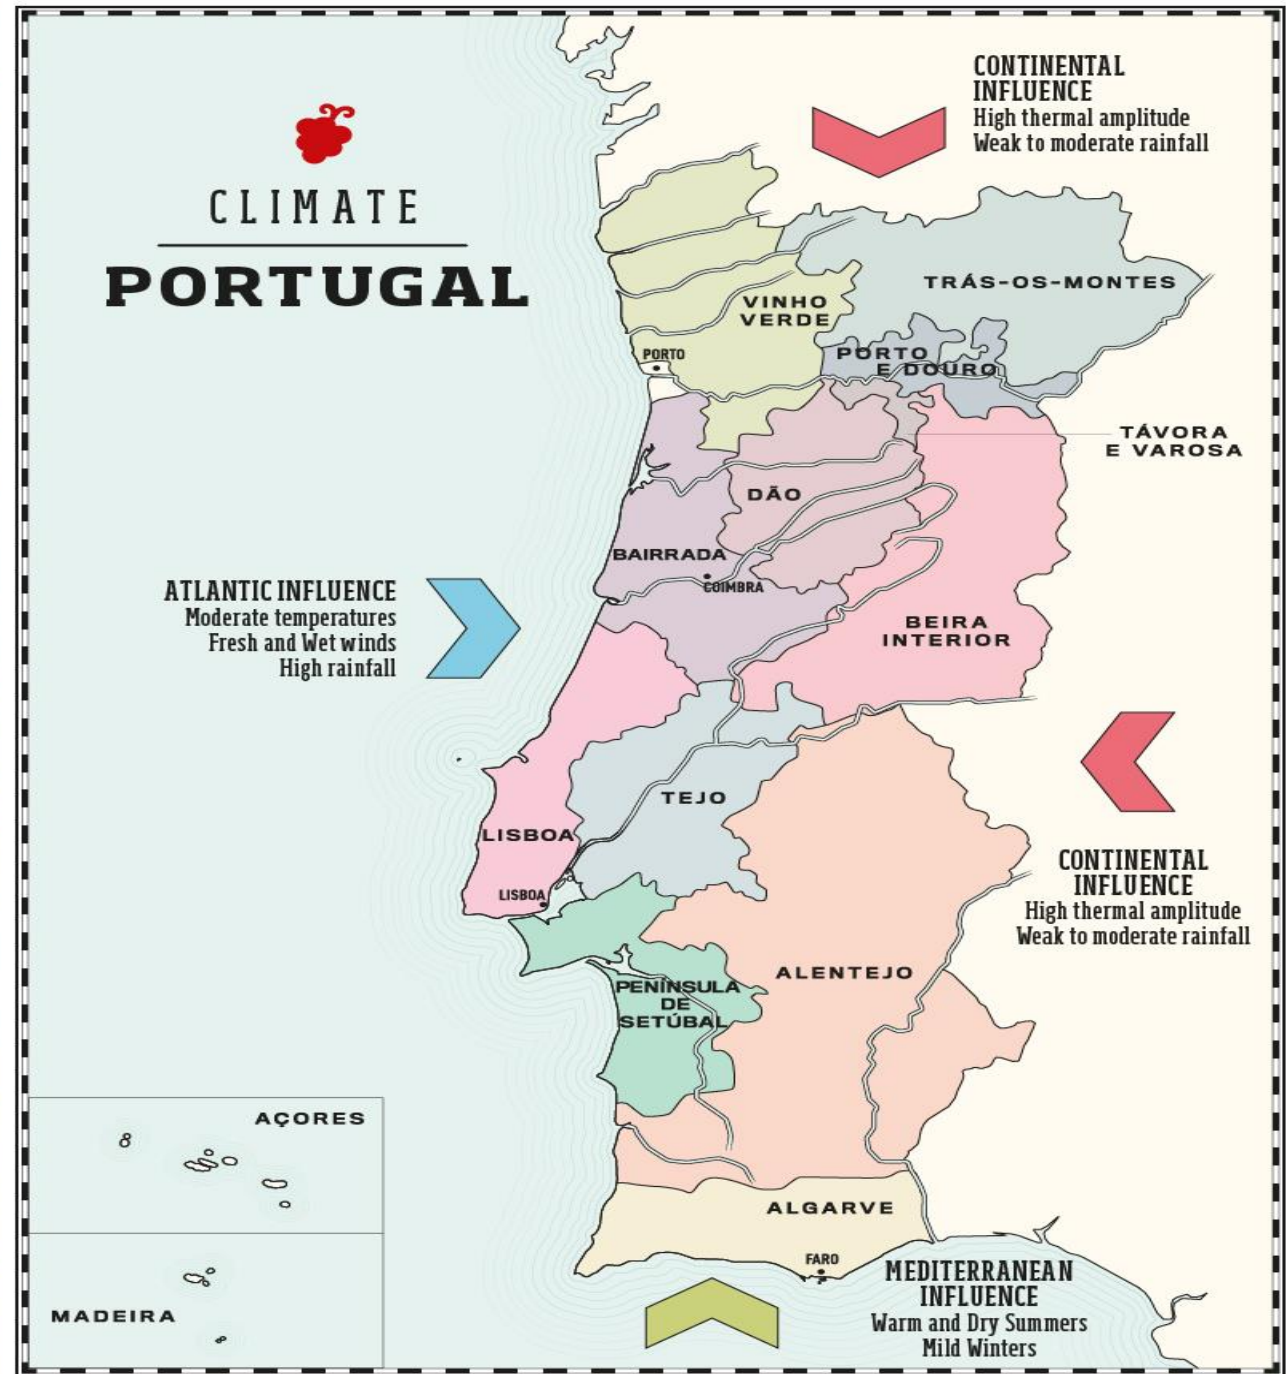 CLIMATE
PORTUGAL
CONTINENTAL
INFLUENCE
High thermal amplitude
Weak to moderate rainfall
TRÁS-OS-MONTES
VINHO
VERDE
PORTO
PORTO
E DOURO
TÁVORA
E VAROSA
DÃO
BAIRRADA
COIMBRA
ATLANTIC INFLUENCE
Moderate temperatures
Fresh and Wet winds
High rainfall
BEIRA
INTERIOR
TEJO
LISBOA
LISBOA
CONTINENTAL
INFLUENCE
High thermal amplitude
Weak to moderate rainfall
ALENTEJO
PENÍNSULA
DE
SETÚBAL
AÇORES
ALGARVE
FARO
MADEIRA
MEDITERRANEAN
INFLUENCE
Warm and Dry Summers
Mild Winters